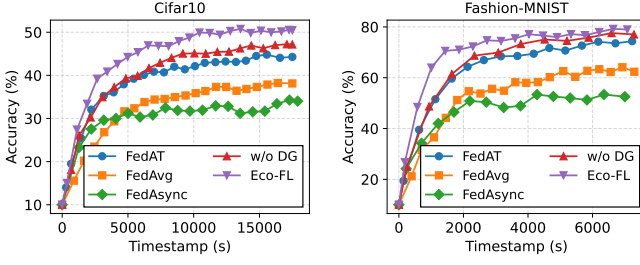 Cifar10
Accuracy (%)
50
40
30
20
10
0
5000
10000
15000
Timestamp (s)
FedAT
FedAvg
FedAsync
w/o DG
Eco-FL
Fashion-MNIST
Accuracy (%)
80
60
40
20
0
2000
4000
6000
Timestamp (s)
FedAT
FedAvg
FedAsync
w/o DG
Eco-FL